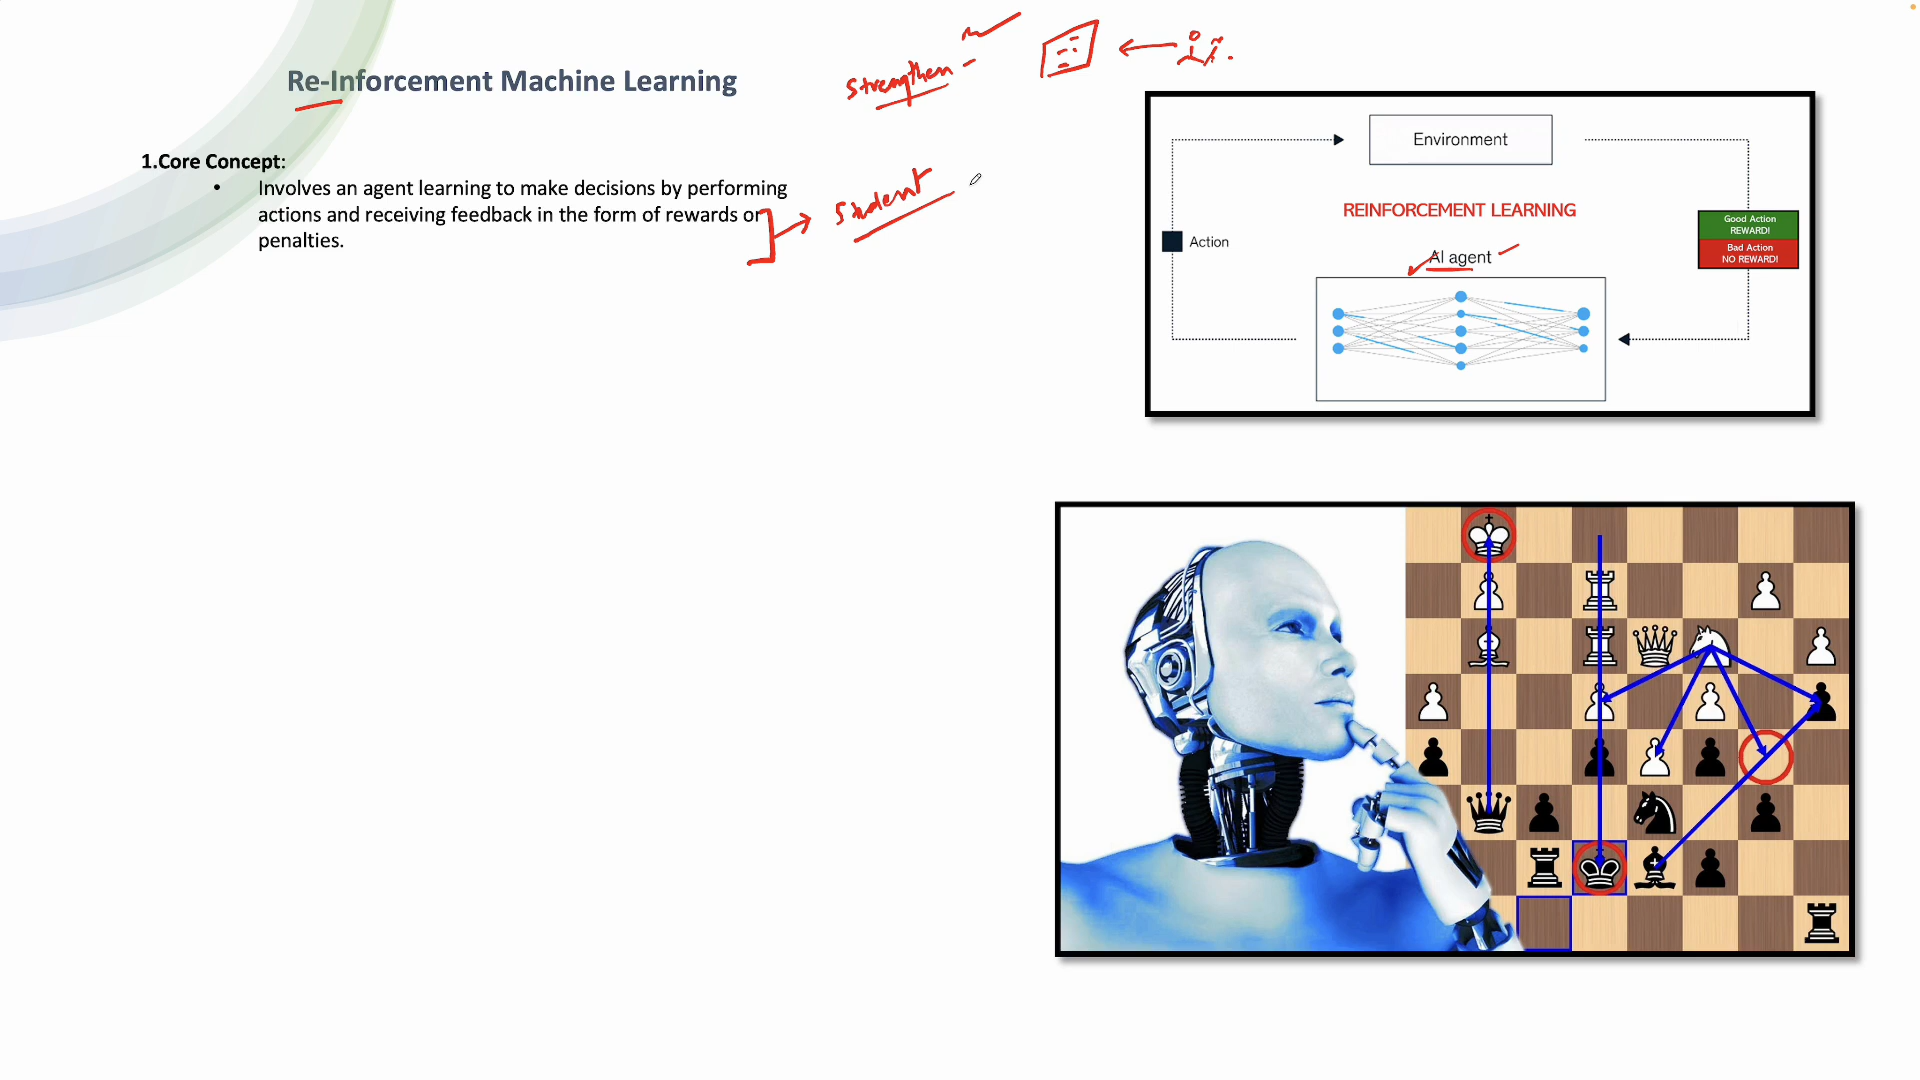 Re-Inforcement Machine Learning
Strengthen -
1.Core Concept:
• Involves an agent learning to make decisions by performing
actions and receiving feedback in the form of rewards or
penalties.
Student
Environment
REINFORCEMENT LEARNING
Good Action
REWARD!
Bad Action
NO REWARD!
Action
AI agent